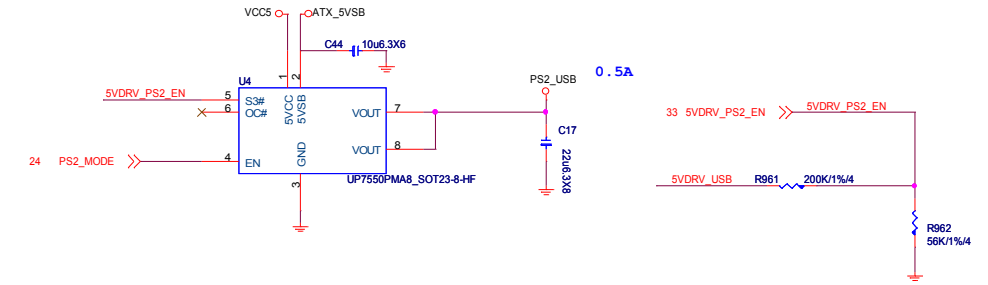 VCC5
ATX_5VSB
C44
10u6.3X6
U4
1
2
5VDRV_PS2_EN
5
S3#
6
OC#
5VCC
5VSB
VOUT
7
24
PS2_MODE
4
EN
GND
VOUT
8
3
UP7550PMA8_SOT23-8-HF
PS2_USB
0.5A
C17
22u6.3X8
33
5VDRV_PS2_EN
5VDRV_PS2_EN
5VDRV_USB
R961
200K/1%/4
R962
56K/1%/4